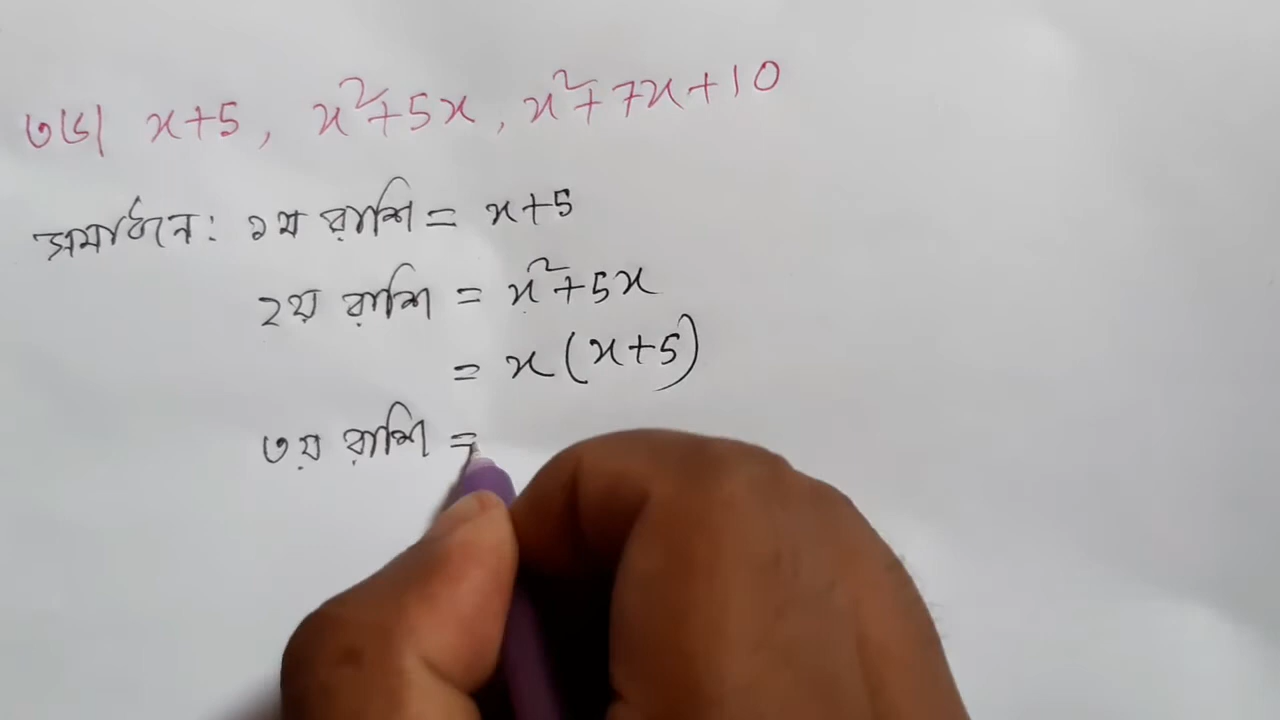 ৩৬। x+5, x²+5x, x²+7x+10
সমাধান: ১ম রাশি = x+5
২য় রাশি = x²+5x
= x(x+5)
৩য় রাশি =